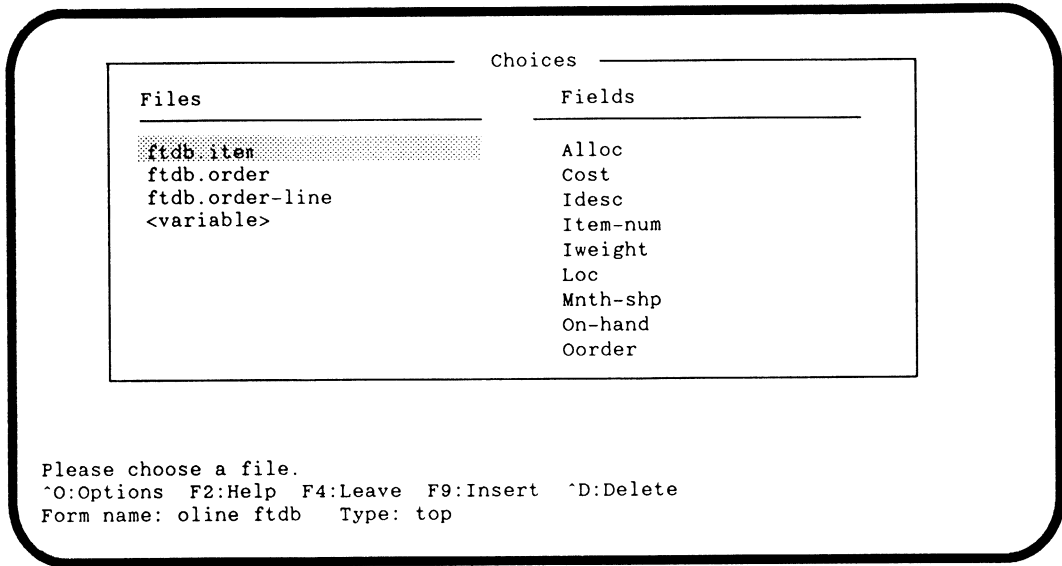 Choices
Files
ftdb.item
ftdb.order
ftdb.order-line
<variable>
Fields
Alloc
Cost
Idesc
Item-num
Iweight
Loc
Mnth-shp
On-hand
Oorder
Please choose a file.
^O:Options F2:Help F4:Leave F9:Insert ^D:Delete
Form name: oline ftdb Type: top